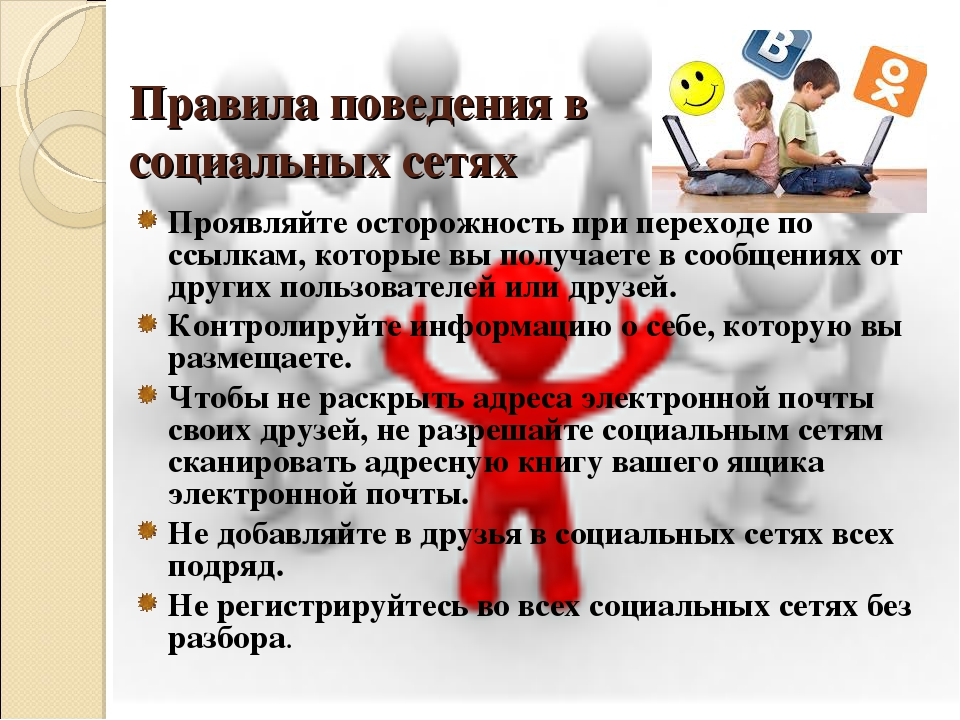 Правила поведения в
социальных сетях
Проявляйте осторожность при переходе по
ссылкам, которые вы получаете в сообщениях от
других пользователей или друзей.
Контролируйте информацию о себе, которую вы
размещаете.
Чтобы не раскрыть адреса электронной почты
своих друзей, не разрешайте социальным сетям
сканировать адресную книгу вашего ящика
электронной почты.
Не добавляйте в друзья в социальных сетях всех
подряд.
Не регистрируйтесь во всех социальных сетях без
разбора.